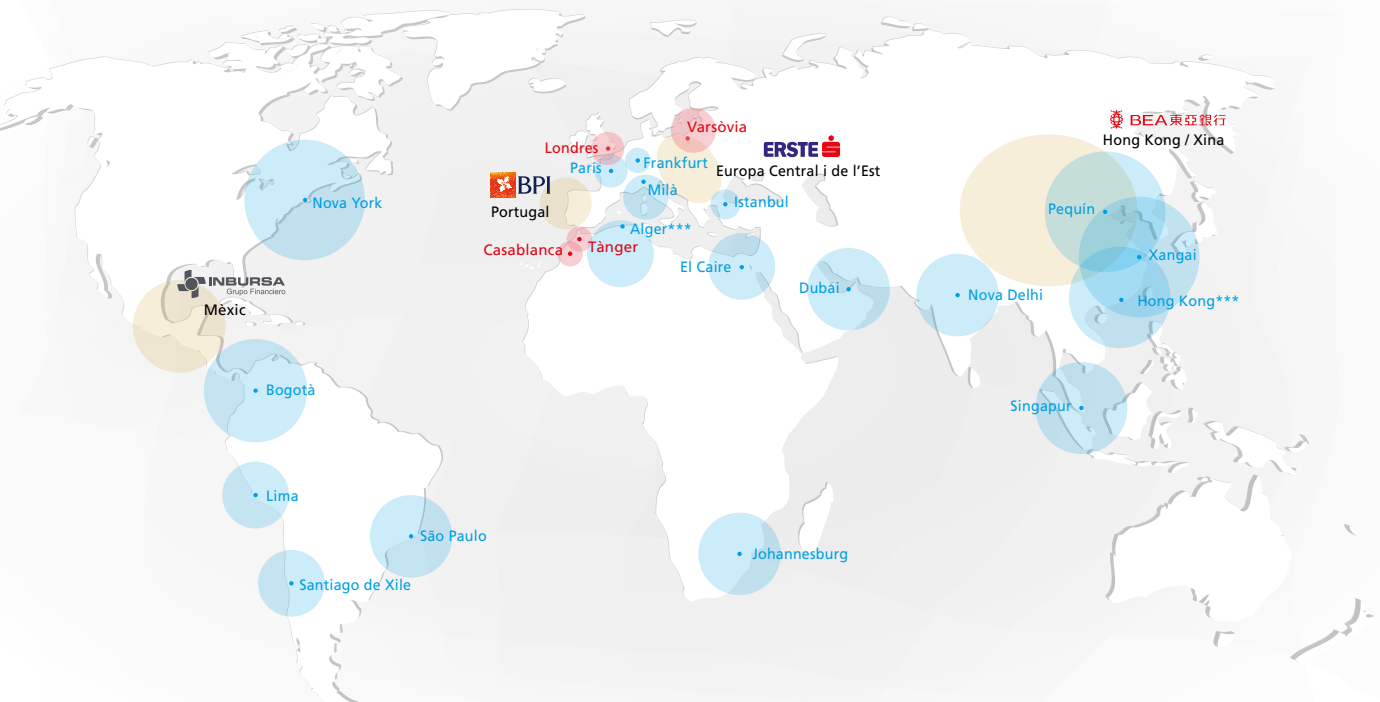 BEA東亞銀行
Hong Kong / Xina
Varsòvia
ERSTE
Europa Central i de l’Est
Londres
París
Frankfurt
Milà
Istanbul
BPI
Portugal
Nova York
Pequín
Alger***
Casablanca
Tànger
El Caire
Xangai
INBURSA
Grupo Financiero
Mèxic
Dubái
Nova Delhi
Hong Kong***
Bogotà
Singapur
Lima
São Paulo
Johannesburg
Santiago de Xile